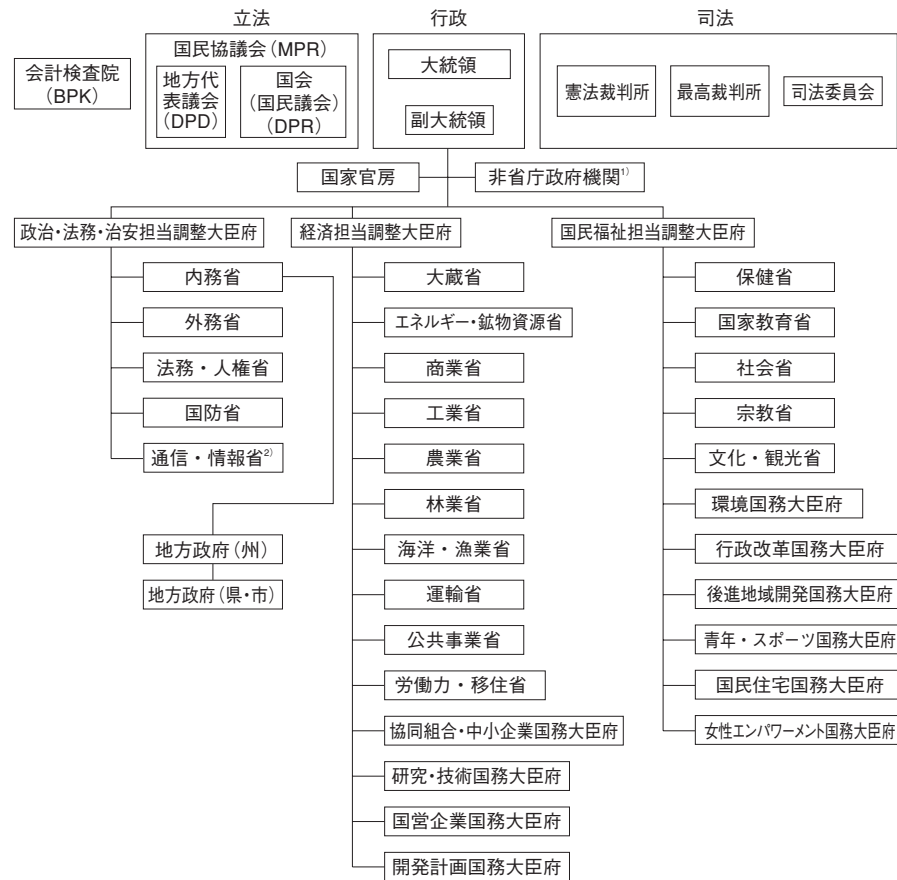 立法
行政
司法
会計検査院
(BPK)
国民協議会(MPR)
地方代
表議会
(DPD)
国会
(国民議会)
(DPR)
大統領
副大統領
憲法裁判所
最高裁判所
司法委員会
国家官房
非省庁政府機関1)
政治・法務・治安担当調整大臣府
内務省
外務省
法務・人権省
国防省
通信・情報省2)
地方政府(州)
地方政府(県・市)
経済担当調整大臣府
大蔵省
エネルギー・鉱物資源省
商業省
工業省
農業省
林業省
海洋・漁業省
運輸省
公共事業省
労働力・移住省
協同組合・中小企業国務大臣府
研究・技術国務大臣府
国営企業国務大臣府
開発計画国務大臣府
国民福祉担当調整大臣府
保健省
国家教育省
社会省
宗教省
文化・観光省
環境国務大臣府
行政改革国務大臣府
後進地域開発国務大臣府
青年・スポーツ国務大臣府
国民住宅国務大臣府
女性エンパワーメント国務大臣府